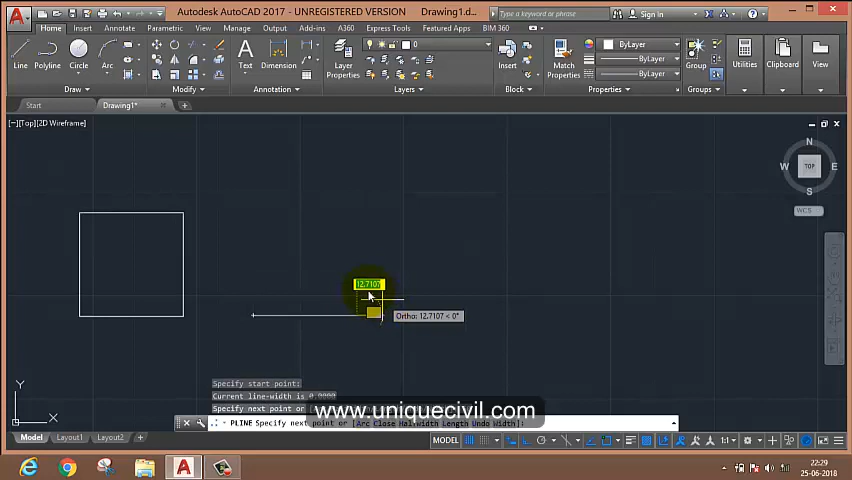 Autodesk AutoCAD 2017 - UNREGISTERED VERSION Drawing1.d...
Type a keyword or phrase
Sign In
Home Insert Annotate Parametric View Manage Output Add-ins A360 Express Tools Featured Apps BIM 360
0
ByLayer
ByLayer
ByLayer
Line Polyline Circle Arc
Text Dimension
Layer
Properties
Insert
Match
Properties
Group
Utilities
Clipboard
View
Draw
Modify
Annotation
Layers
Block
Properties
Groups
Start
Drawing1*
[−][Top][2D Wireframe]
N
W TOP E
S
WCS
12.7107
Ortho: 12.7107 < 0°
Y
X
Specify start point:
Current line-width is 0.0000
Specify next point or [
www.uniquecivil.com
PLINE Specify next point or [Arc Close Halfwidth Length Undo Width]:
Model Layout1 Layout2
MODEL
1:1
22:29
25-06-2018